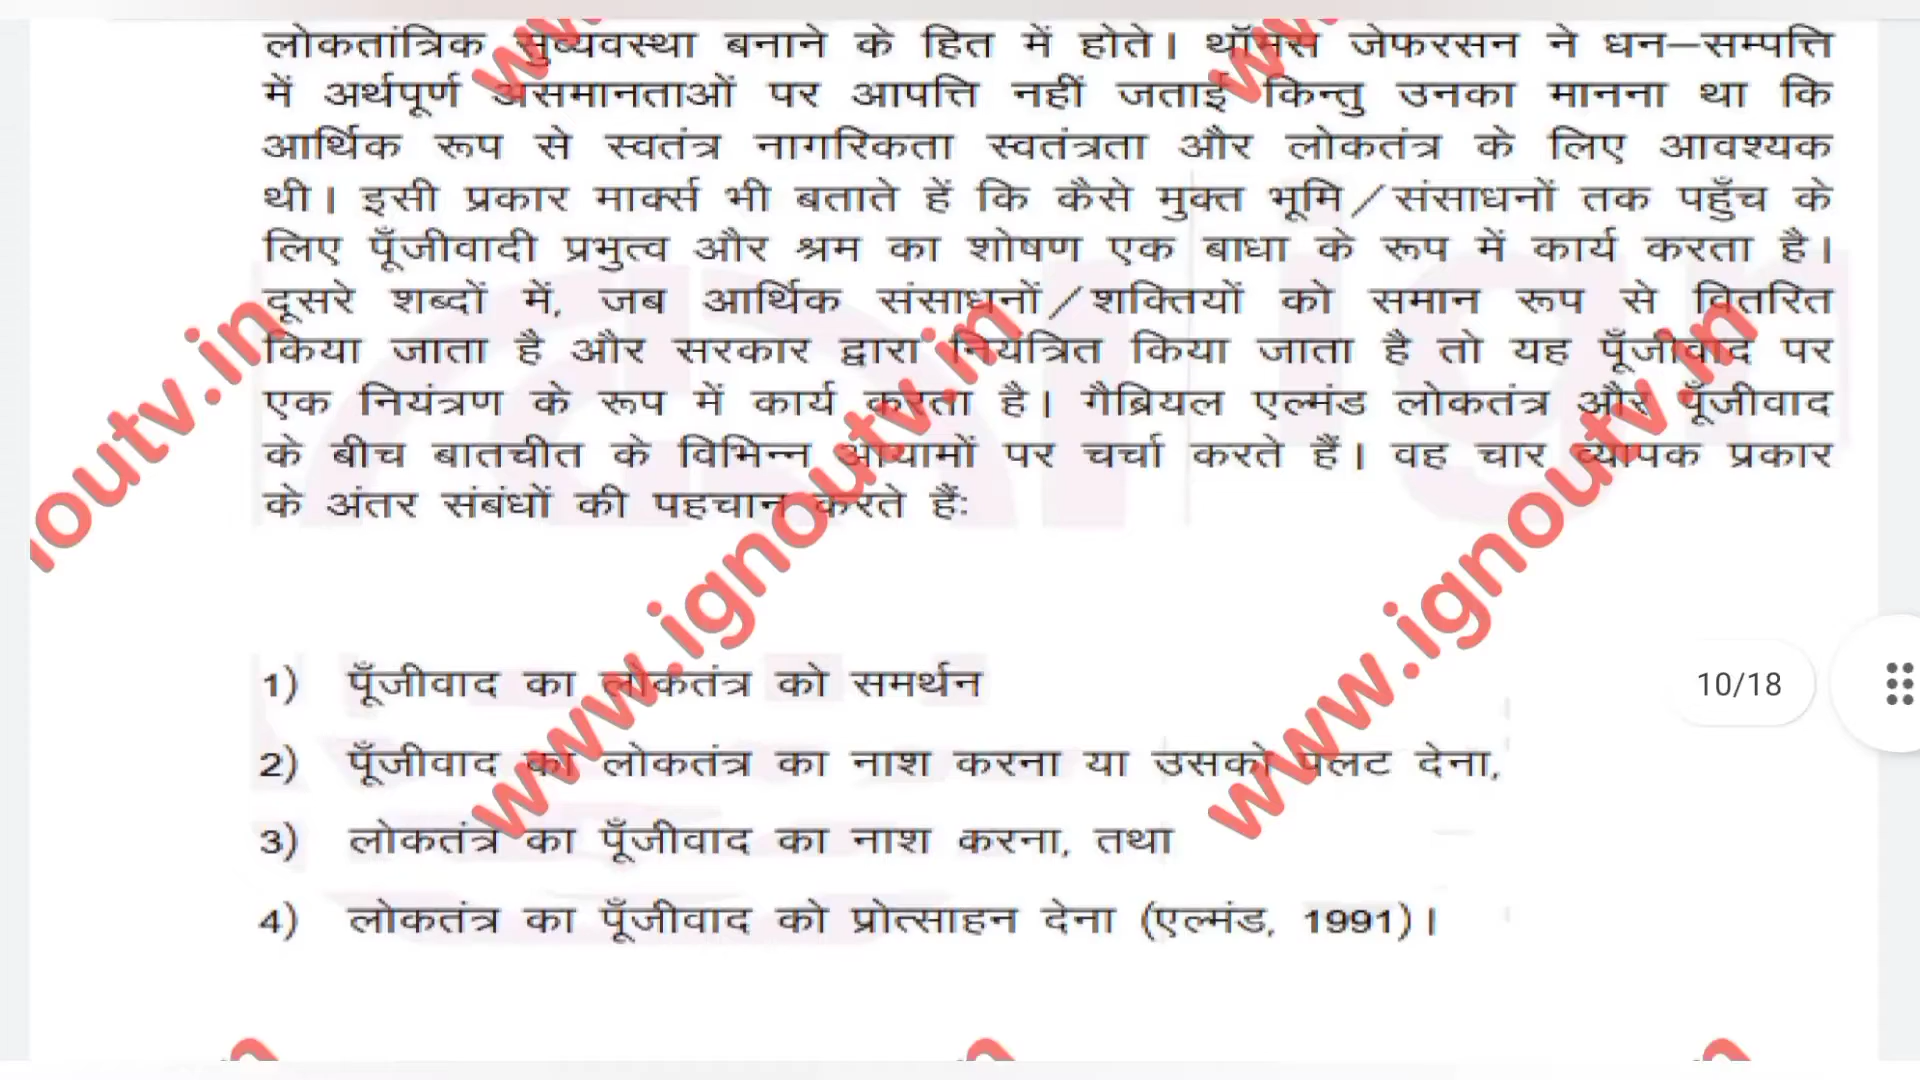 लोकतांत्रिक सुव्यवस्था बनाने के हित में होते। थॉमस जेफरसन ने धन–सम्पत्ति
में अर्थपूर्ण असमानताओं पर आपत्ति नहीं जताई किन्तु उनका मानना था कि
आर्थिक रूप से स्वतंत्र नागरिकता स्वतंत्रता और लोकतंत्र के लिए आवश्यक
थी। इसी प्रकार मार्क्स भी बताते हें कि कैसे मुक्त भूमि/संसाधनों तक पहुँच के
लिए पूँजीवादी प्रभुत्व और श्रम का शोषण एक बाधा के रूप में कार्य करता है।
दूसरे शब्दों में, जब आर्थिक संसाधनों/शक्तियों को समान रूप से वितरित
किया जाता है और सरकार द्वारा नियंत्रित किया जाता है तो यह पूँजीवाद पर
एक नियंत्रण के रूप में कार्य करता है। गैब्रियल एल्मंड लोकतंत्र और पूँजीवाद
के बीच बातचीत के विभिन्न आयामों पर चर्चा करते हैं। वह चार व्यापक प्रकार
के अंतर संबंधों की पहचान करते हैं:
1) पूँजीवाद का लोकतंत्र को समर्थन
10/18
2) पूँजीवाद का लोकतंत्र का नाश करना या उसको पलट देना,
3) लोकतंत्र का पूँजीवाद का नाश करना, तथा
4) लोकतंत्र का पूँजीवाद को प्रोत्साहन देना (एल्मंड, 1991)।
www.ignoutv.in
www.ignoutv.in
outv.in